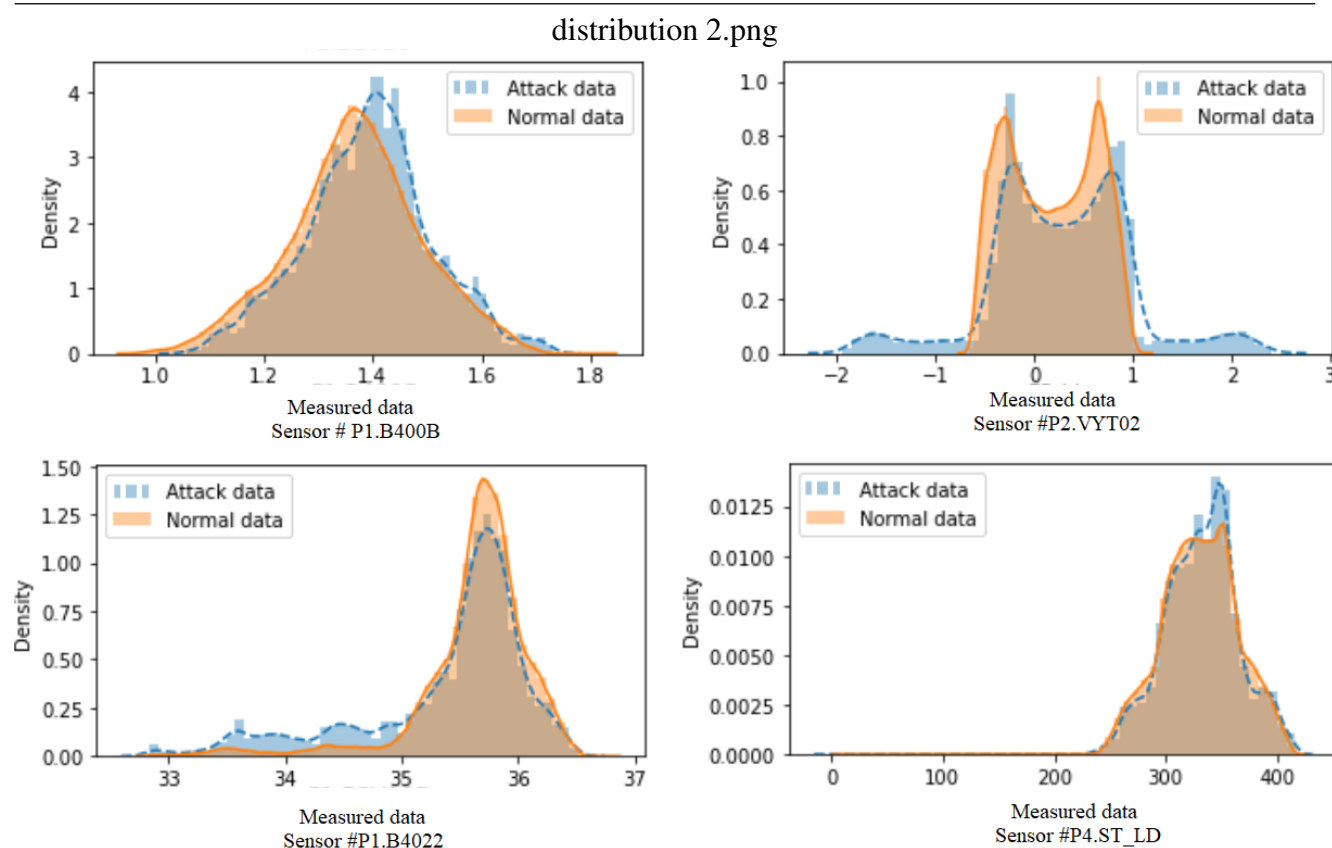 distribution 2.png
Attack data
Normal data
Density
4
3
2
1
0
1.0 1.2 1.4 1.6 1.8
Measured data
Sensor # P1.B400B
Attack data
Normal data
Density
1.0
0.8
0.6
0.4
0.2
0.0
−2 −1 0 1 2 3
Measured data
Sensor #P2.VYT02
Attack data
Normal data
Density
1.50
1.25
1.00
0.75
0.50
0.25
0.00
33 34 35 36 37
Measured data
Sensor #P1.B4022
Attack data
Normal data
Density
0.0125
0.0100
0.0075
0.0050
0.0025
0.0000
0 100 200 300 400
Measured data
Sensor #P4.ST_LD